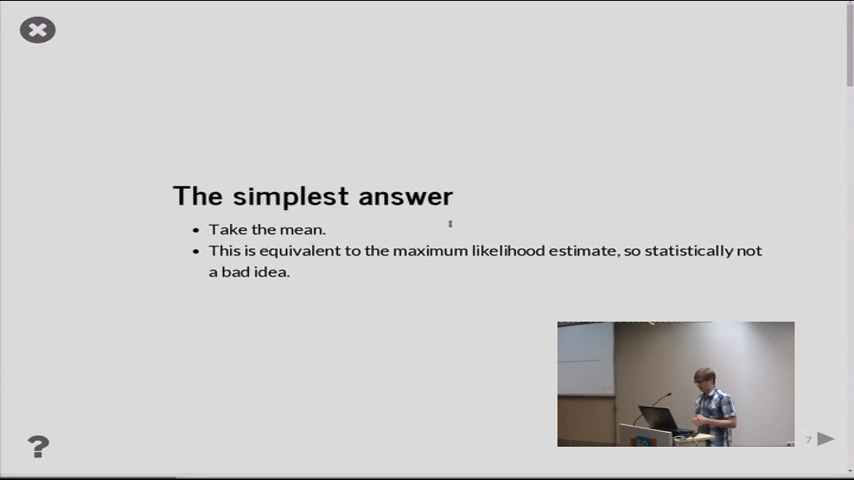 The simplest answer
• Take the mean.
• This is equivalent to the maximum likelihood estimate, so statistically not
a bad idea.
?
7